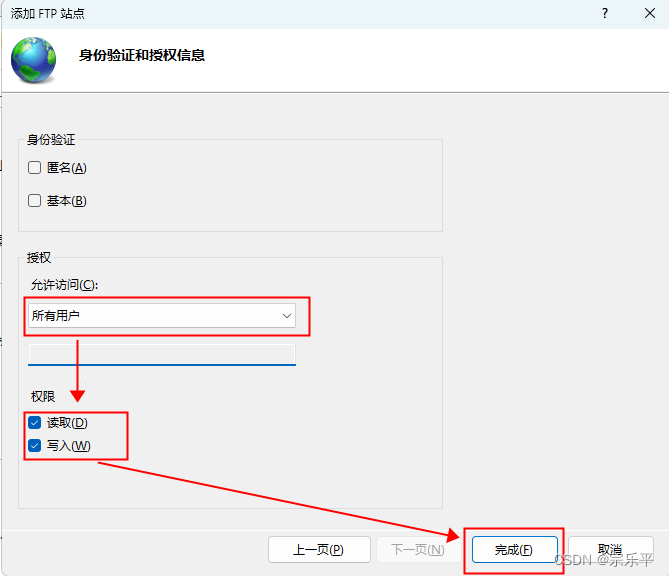 添加 FTP 站点
身份验证和授权信息
身份验证
匿名(A)
基本(B)
授权
允许访问(C):
所有用户
权限
读取(D)
写入(W)
上一页(P) 下一页(N) 完成(F) 取消
CSDN @宗乐平